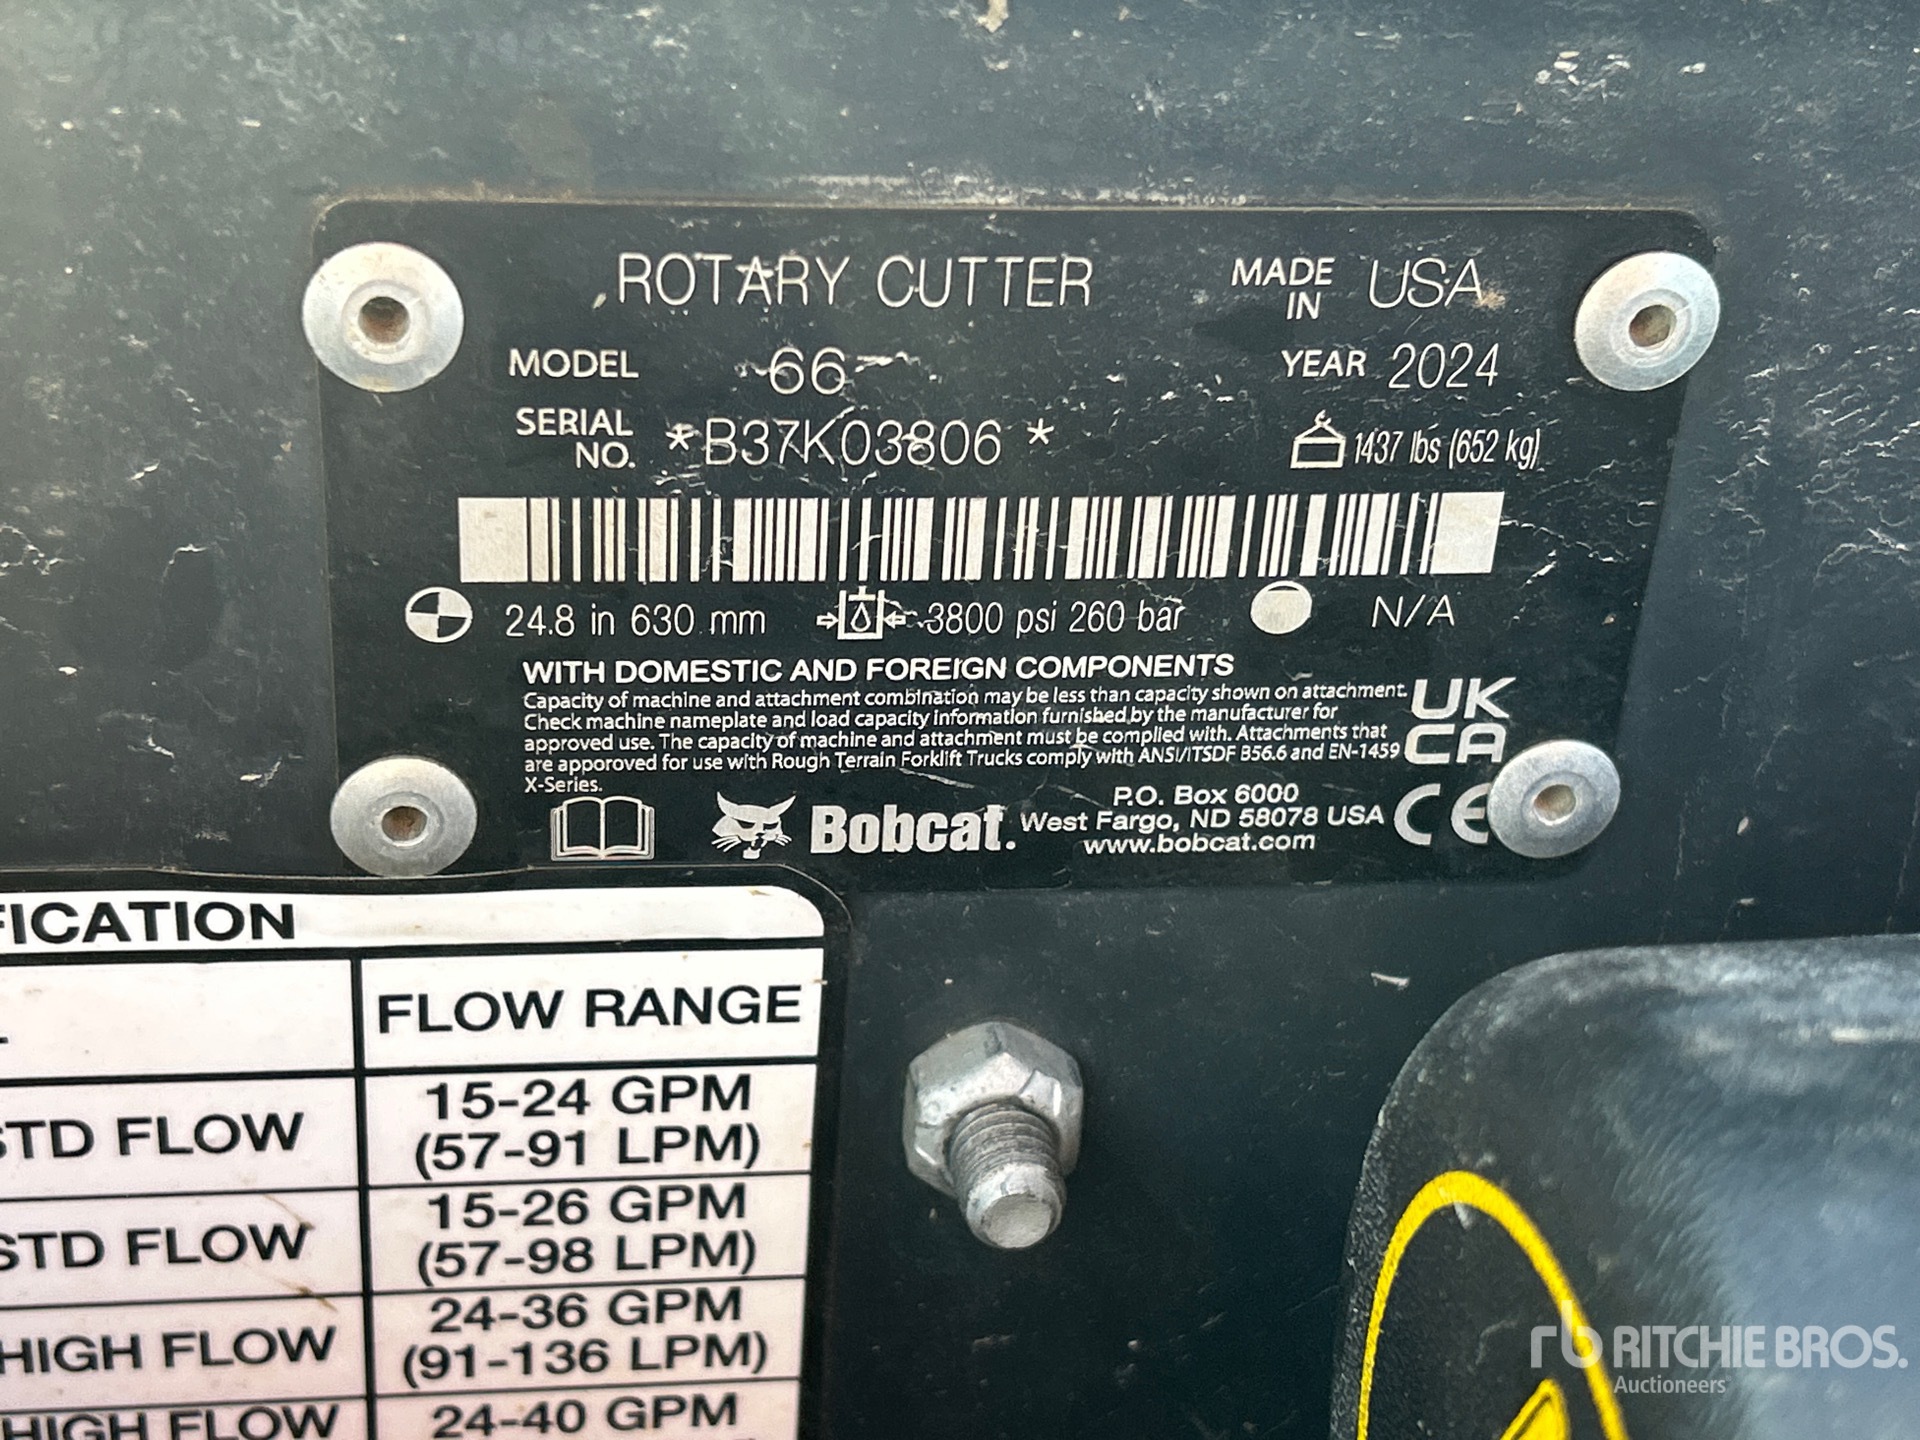 ROTARY CUTTER
MADE IN USA
MODEL 66
YEAR 2024
SERIAL NO. *B37K03806*
1437 lbs (652 kg)
24.8 in 630 mm
3800 psi 260 bar
N/A
WITH DOMESTIC AND FOREIGN COMPONENTS
Capacity of machine and attachment combination may be less than capacity shown on attachment.
Check machine nameplate and load capacity information furnished by the manufacturer for
approved use. The capacity of machine and attachment must be complied with. Attachments that
are apporoved for use with Rough Terrain Forklift Trucks comply with ANSI/ITSDF B56.6 and EN-1459
X-Series.
UK
CA
Bobcat.
P.O. Box 6000
West Fargo, ND 58078 USA
www.bobcat.com
CE
FICATION
FLOW RANGE
STD FLOW
15-24 GPM
(57-91 LPM)
STD FLOW
15-26 GPM
(57-98 LPM)
HIGH FLOW
24-36 GPM
(91-136 LPM)
HIGH FLOW
24-40 GPM
rb RITCHIE BROS.
Auctioneers